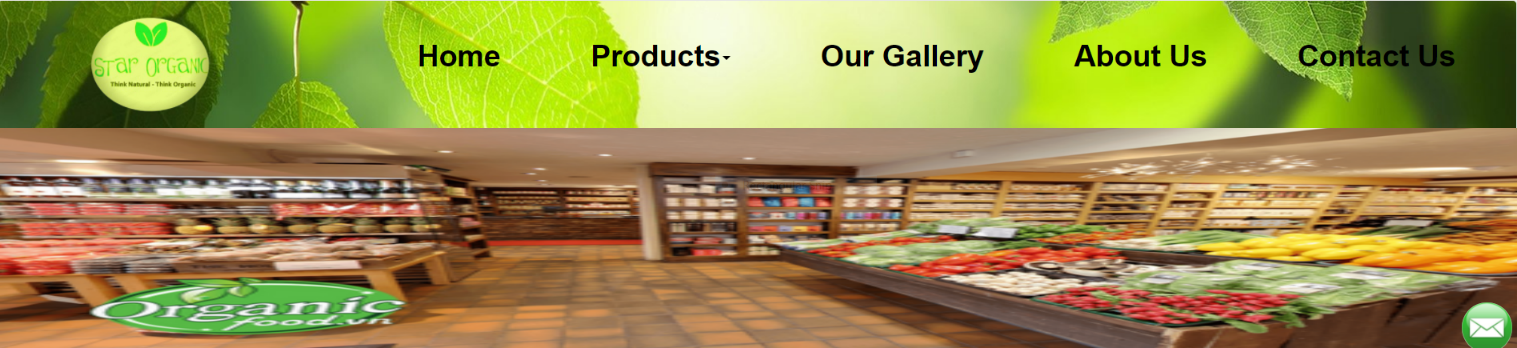 Star Organic
Think Natural - Think Organic
Home
Products
Our Gallery
About Us
Contact Us
Organic
food.vn